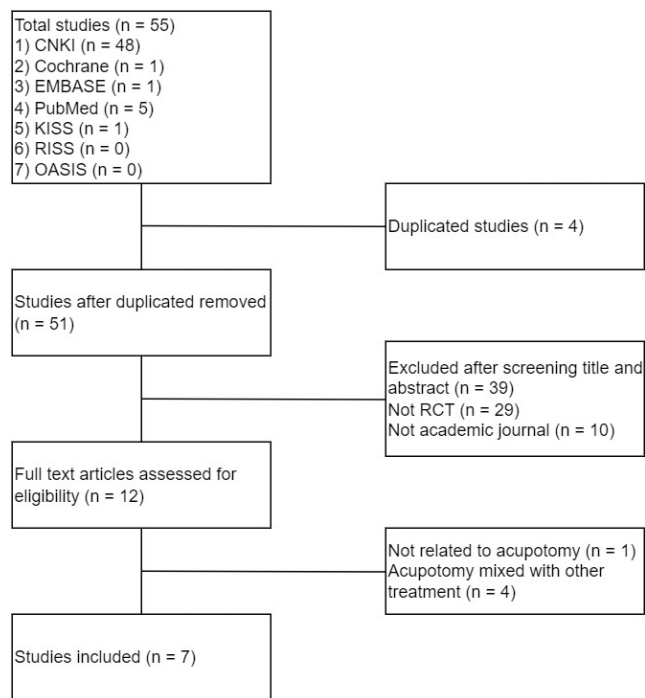 Total studies (n = 55)
1) CNKI (n = 48)
2) Cochrane (n = 1)
3) EMBASE (n = 1)
4) PubMed (n = 5)
5) KISS (n = 1)
6) RISS (n = 0)
7) OASIS (n = 0)
Duplicated studies (n = 4)
Studies after duplicated removed
(n = 51)
Excluded after screening title and
abstract (n = 39)
Not RCT (n = 29)
Not academic journal (n = 10)
Full text articles assessed for
eligibility (n = 12)
Not related to acupotomy (n = 1)
Acupotomy mixed with other
treatment (n = 4)
Studies included (n = 7)